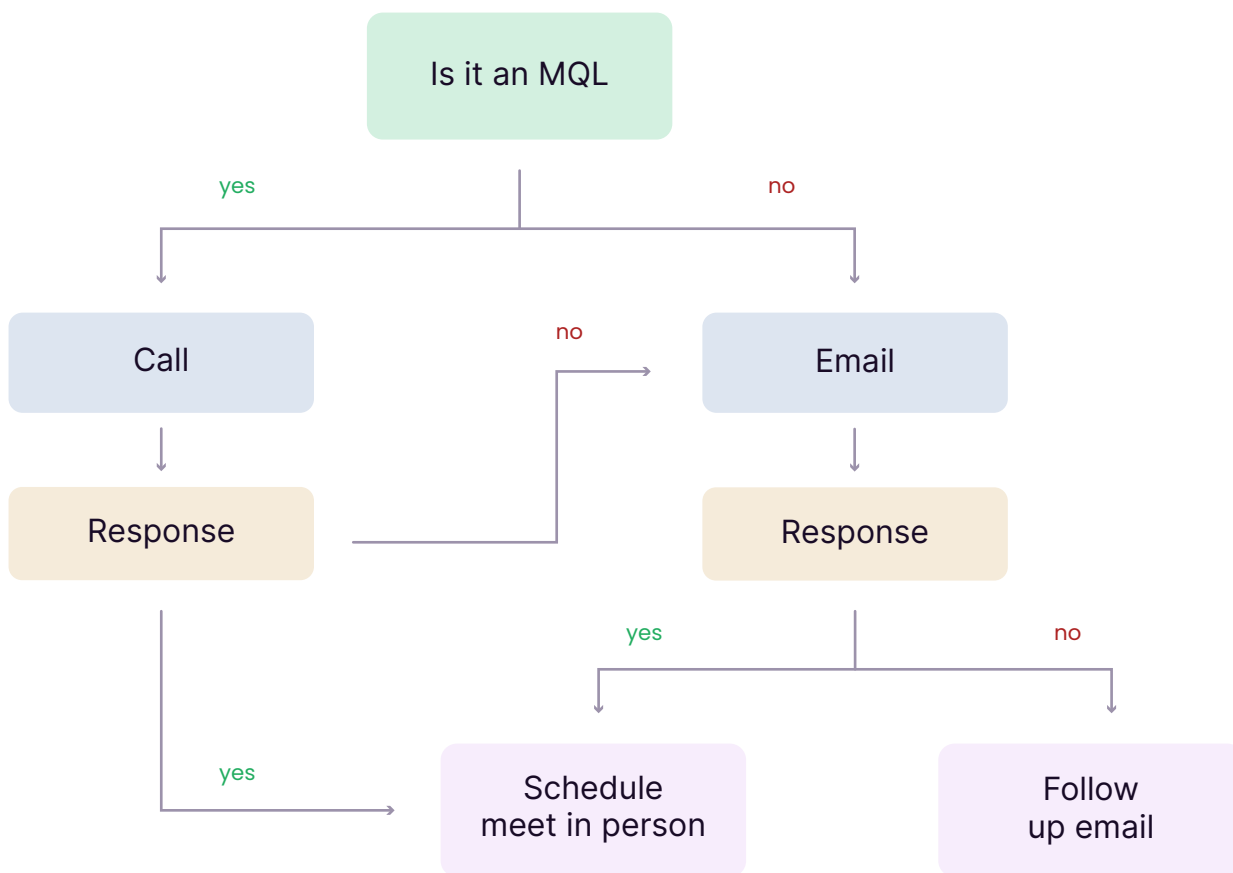 Is it an MQL
yes
no
Call
no
Email
Response
Response
yes
no
yes
Schedule
meet in person
Follow
up email